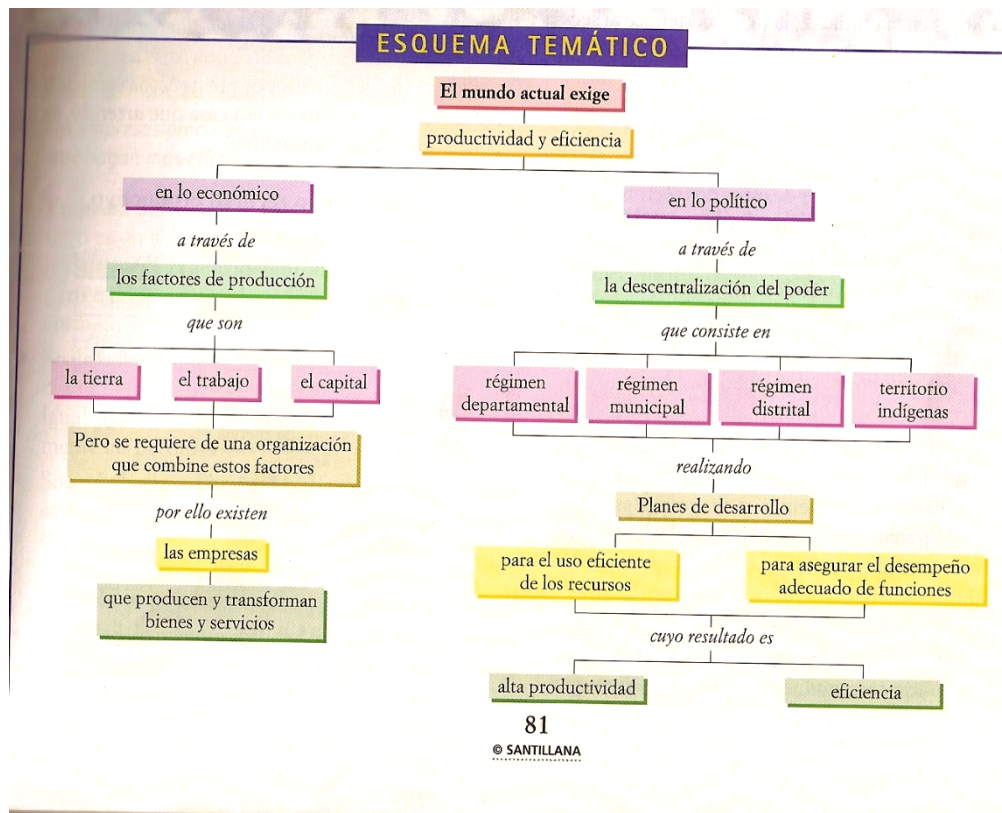 ESQUEMA TEMÁTICO
El mundo actual exige
productividad y eficiencia
en lo económico
a través de
los factores de producción
que son
la tierra
el trabajo
el capital
Pero se requiere de una organización
que combine estos factores
por ello existen
las empresas
que producen y transforman
bienes y servicios
en lo político
a través de
la descentralización del poder
que consiste en
régimen
departamental
régimen
municipal
régimen
distrital
territorio
indígenas
realizando
Planes de desarrollo
para el uso eficiente
de los recursos
para asegurar el desempeño
adecuado de funciones
cuyo resultado es
alta productividad
eficiencia
81
© SANTILLANA